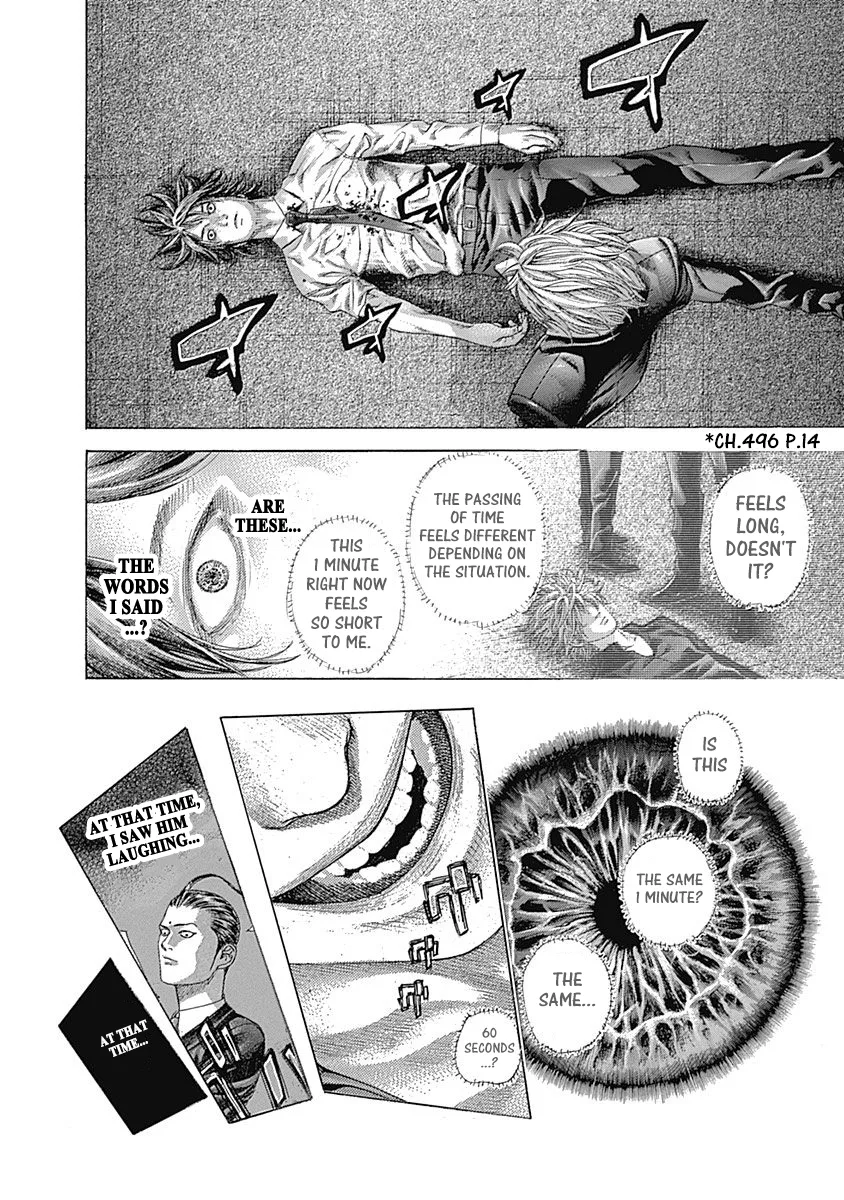 *CH.496 P.14
FEELS
LONG,
DOESN'T
IT?
THE PASSING
OF TIME
FEELS DIFFERENT
DEPENDING ON
THE SITUATION.
THIS
1 MINUTE
RIGHT NOW
FEELS
SO SHORT
TO ME.
ARE
THESE...
THE
WORDS
I SAID
...?
IS
THIS
THE SAME
1 MINUTE?
THE
SAME...
60
SECONDS
...?
AT THAT TIME,
I SAW HIM
LAUGHING...
AT THAT
TIME...